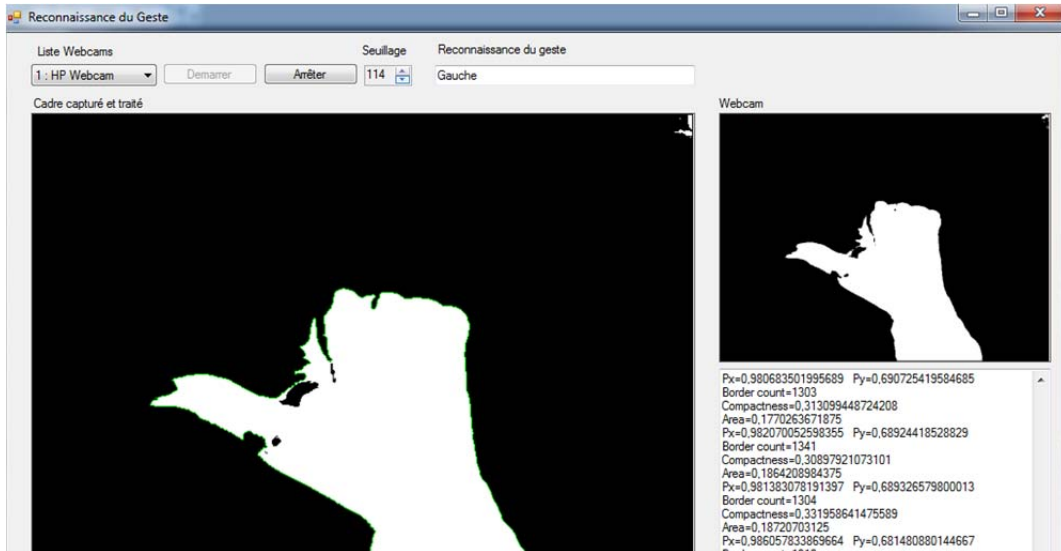 Reconnaissance du Geste
Liste Webcams
Seuillage
Reconnaissance du geste
1 : HP Webcam
Demarrer
Arrêter
114
Gauche
Cadre capturé et traité
Webcam
Px=0,980683501995689 Py=0,690725419584685
Border count=1303
Compactness=0,313099448724208
Area=0,1770263671875
Px=0,982070052598355 Py=0,68924418528829
Border count=1341
Compactness=0,30897921073101
Area=0,1864208984375
Px=0,981383078191397 Py=0,689326579800013
Border count=1304
Compactness=0,331958641475589
Area=0,18720703125
Px=0,986057833869664 Py=0,681480880144667